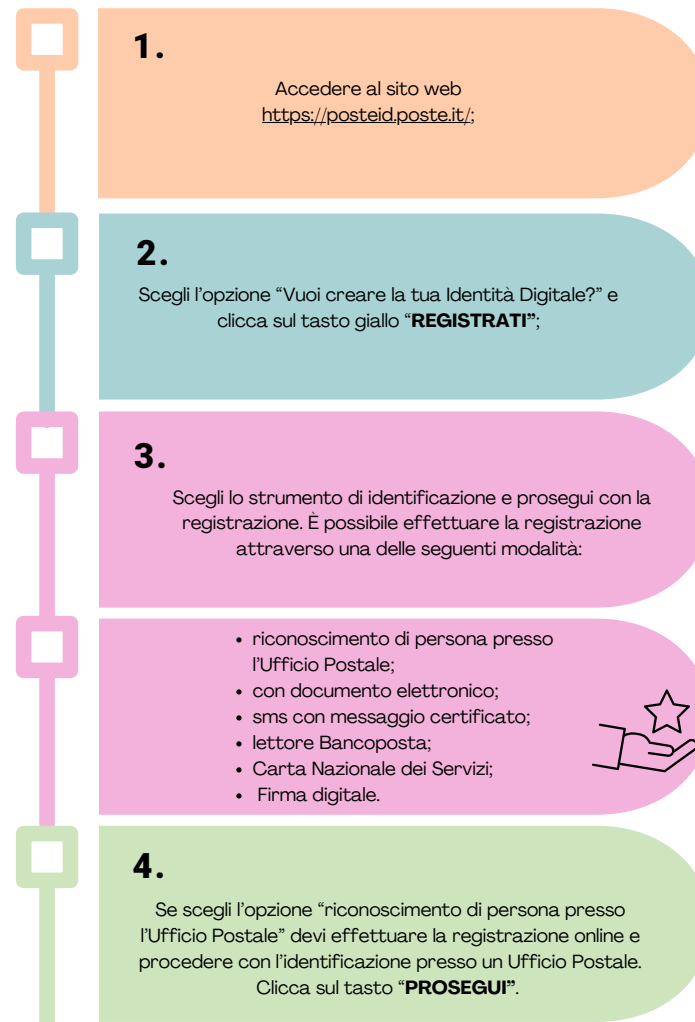 1.
Accedere al sito web
https://posteid.poste.it/;
2.
Scegli l'opzione “Vuoi creare la tua Identità Digitale?” e
clicca sul tasto giallo “REGISTRATI”;
3.
Scegli lo strumento di identificazione e prosegui con la
registrazione. È possibile effettuare la registrazione
attraverso una delle seguenti modalità:
• riconoscimento di persona presso
l'Ufficio Postale;
• con documento elettronico;
• sms con messaggio certificato;
• lettore Bancoposta;
• Carta Nazionale dei Servizi;
• Firma digitale.
4.
Se scegli l'opzione “riconoscimento di persona presso
l'Ufficio Postale” devi effettuare la registrazione online e
procedere con l'identificazione presso un Ufficio Postale.
Clicca sul tasto “PROSEGUI”.